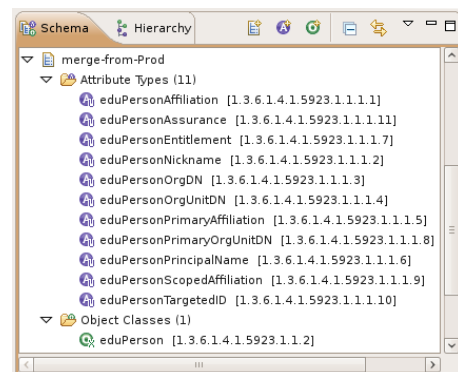 Schema Hierarchy
merge-from-Prod
Attribute Types (11)
eduPersonAffiliation [1.3.6.1.4.1.5923.1.1.1.1]
eduPersonAssurance [1.3.6.1.4.1.5923.1.1.1.11]
eduPersonEntitlement [1.3.6.1.4.1.5923.1.1.1.7]
eduPersonNickname [1.3.6.1.4.1.5923.1.1.1.2]
eduPersonOrgDN [1.3.6.1.4.1.5923.1.1.1.3]
eduPersonOrgUnitDN [1.3.6.1.4.1.5923.1.1.1.4]
eduPersonPrimaryAffiliation [1.3.6.1.4.1.5923.1.1.1.5]
eduPersonPrimaryOrgUnitDN [1.3.6.1.4.1.5923.1.1.1.8]
eduPersonPrincipalName [1.3.6.1.4.1.5923.1.1.1.6]
eduPersonScopedAffiliation [1.3.6.1.4.1.5923.1.1.1.9]
eduPersonTargetedID [1.3.6.1.4.1.5923.1.1.1.10]
Object Classes (1)
eduPerson [1.3.6.1.4.1.5923.1.1.2]